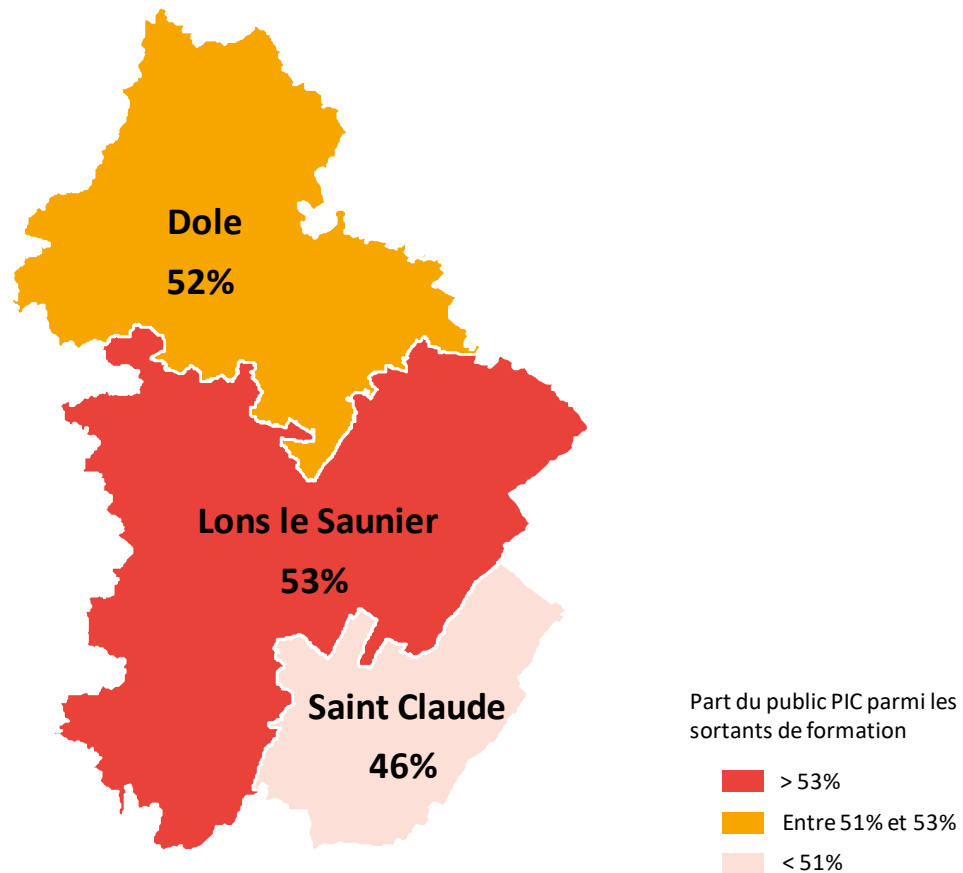 Dole
52%
Lons le Saunier
53%
Saint Claude
46%
Part du public PIC parmi les
sortants de formation
> 53%
Entre 51% et 53%
< 51%